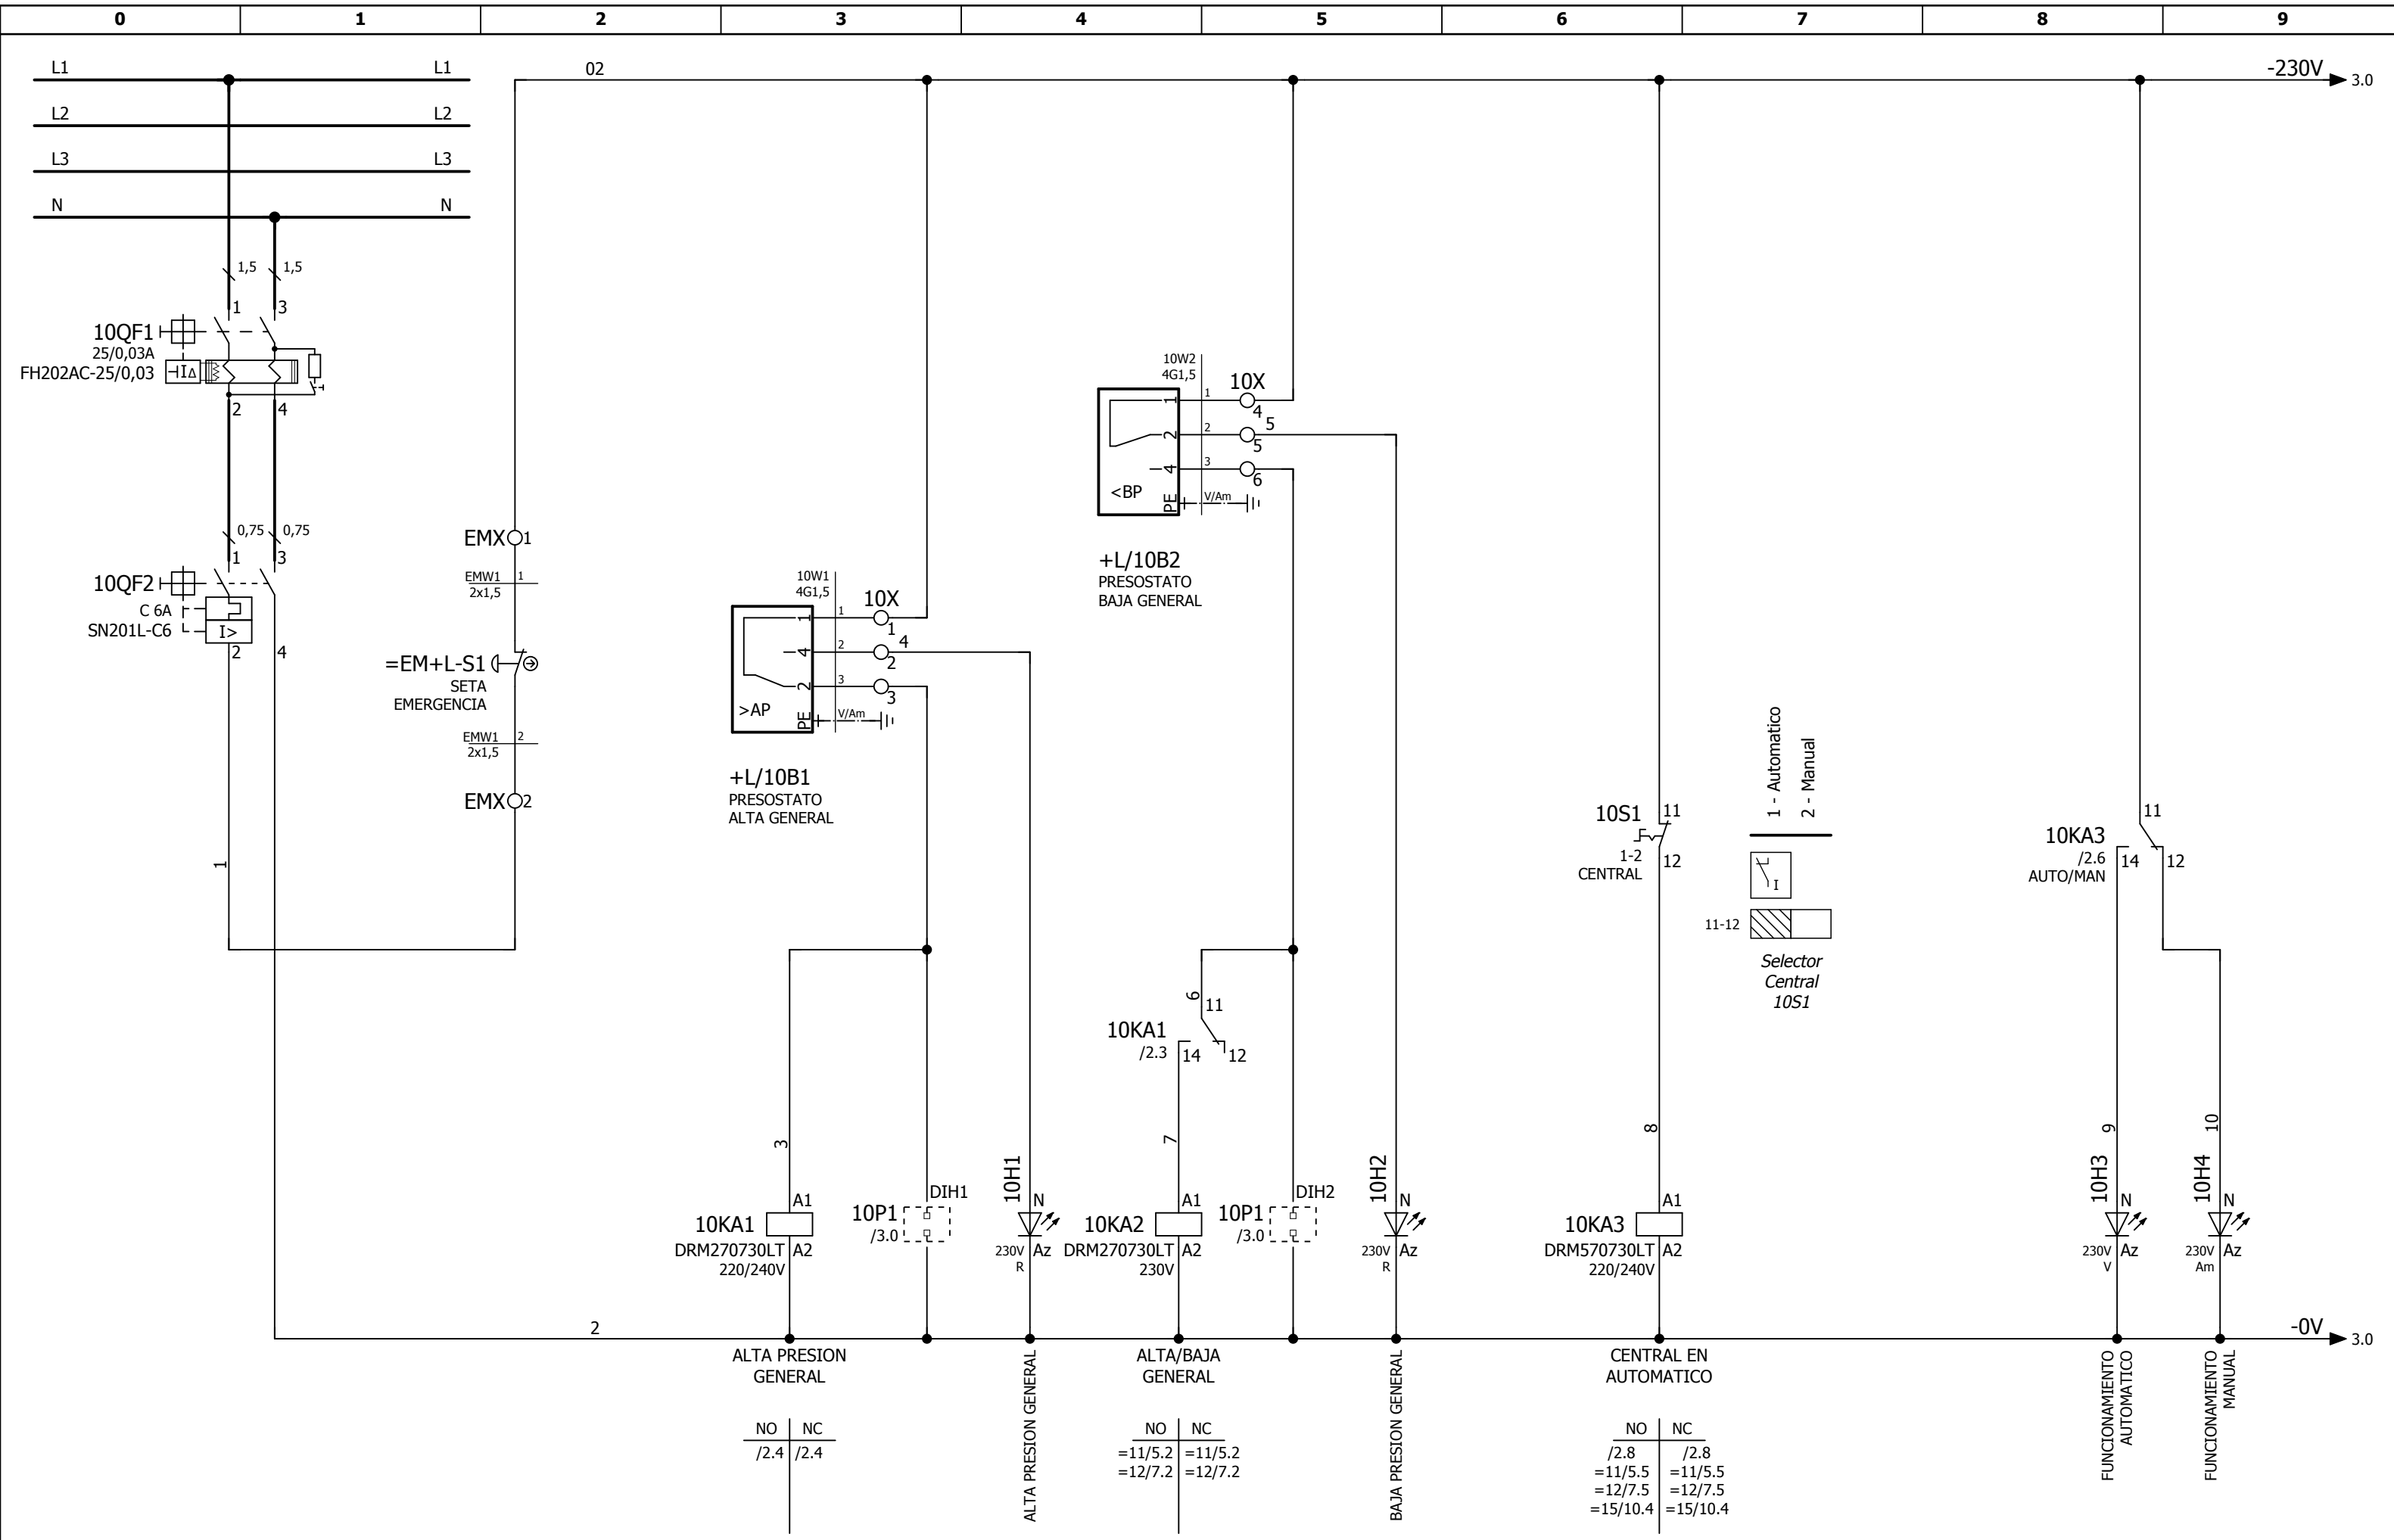 0 1 2 3 4 5 6 7 8 9
L1 L1
L2 L2
L3 L3
N N
02
-230V
3.0
1,5 1,5
1 3
10QF1
25/0,03A
FH202AC-25/0,03
I∆
2 4
0,75 0,75
1 3
10QF2
C 6A
SN201L-C6
I>
2 4
1
EMX 1
EMW1 1
2x1,5
=EM+L-S1
SETA
EMERGENCIA
EMW1 2
2x1,5
EMX 2
10W1
4G1,5
10X
1 1 1
4 2 2 4
2 3 3
PE V/Am
>AP
+L/10B1
PRESOSTATO
ALTA GENERAL
10W2
4G1,5
10X
1 1 4
2 2 5 5
4 3 6
PE V/Am
<BP
+L/10B2
PRESOSTATO
BAJA GENERAL
10S1
11
1-2
12
CENTRAL
1 - Automatico
2 - Manual
I
11-12
Selector
Central
10S1
10KA3
/2.6
AUTO/MAN
11
14 12
6
11
10KA1
/2.3
14 12
3
7
8
9
10
10KA1
DRM270730LT
220/240V
A1
A2
DIH1
10P1
/3.0
10H1
N
230V Az
R
10KA2
DRM270730LT
230V
A1
A2
DIH2
10P1
/3.0
10H2
N
230V Az
R
10KA3
DRM570730LT
220/240V
A1
A2
10H3
N
230V Az
V
10H4
N
230V Az
Am
2
-0V
3.0
ALTA PRESION
GENERAL
NO NC
/2.4 /2.4
ALTA PRESION GENERAL
ALTA/BAJA
GENERAL
NO NC
=11/5.2 =11/5.2
=12/7.2 =12/7.2
BAJA PRESION GENERAL
CENTRAL EN
AUTOMATICO
NO NC
/2.8 /2.8
=11/5.5 =11/5.5
=12/7.5 =12/7.5
=15/10.4 =15/10.4
FUNCIONAMIENTO
AUTOMATICO
FUNCIONAMIENTO
MANUAL